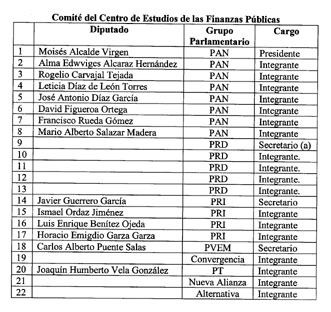 Comité del Centro de Estudios de las Finanzas Públicas
Diputado Grupo Parlamentario Cargo
1 Moisés Alcalde Virgen PAN Presidente
2 Alma Edwviges Alcaraz Hernández PAN Integrante
3 Rogelio Carvajal Tejada PAN Integrante
4 Leticia Díaz de León Torres PAN Integrante
5 José Antonio Díaz García PAN Integrante
6 David Figueroa Ortega PAN Integrante
7 Francisco Rueda Gómez PAN Integrante
8 Mario Alberto Salazar Madera PAN Integrante
9 PRD Secretario (a)
10 PRD Integrante.
11 PRD Integrante.
12 PRD Integrante.
13 PRD Integrante.
14 Javier Guerrero García PRI Secretario
15 Ismael Ordaz Jiménez PRI Integrante
16 Luis Enrique Benítez Ojeda PRI Integrante
17 Horacio Emigdio Garza Garza PRI Integrante
18 Carlos Alberto Puente Salas PVEM Secretario
19 Convergencia Integrante
20 Joaquín Humberto Vela González PT Integrante
21 Nueva Alianza Integrante
22 Alternativa Integrante